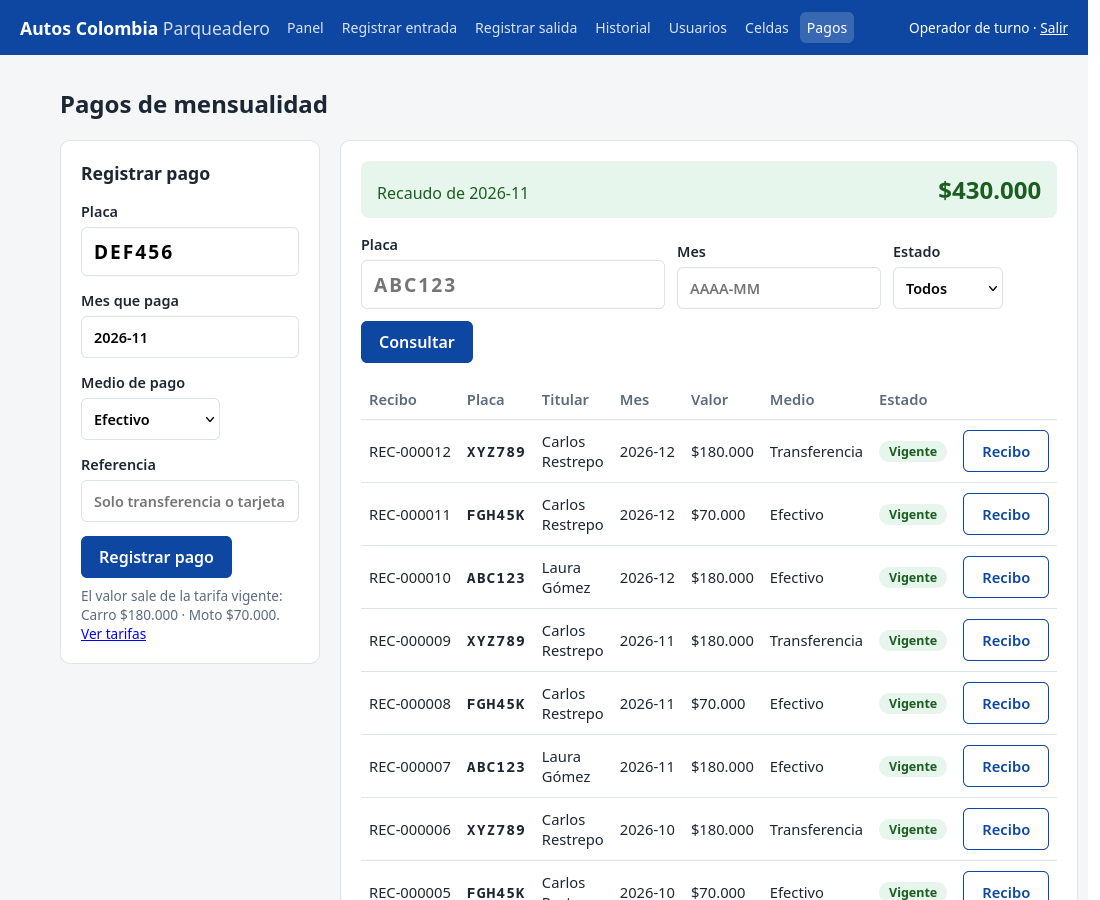 Autos Colombia Parqueadero Panel Registrar entrada Registrar salida Historial Usuarios Celdas Pagos Operador de turno · Salir
Pagos de mensualidad
Registrar pago
Placa
DEF456
Mes que paga
2026-11
Medio de pago
Efectivo
Referencia
Solo transferencia o tarjeta
Registrar pago
El valor sale de la tarifa vigente:
Carro $180.000 · Moto $70.000.
Ver tarifas
Recaudo de 2026-11 $430.000
Placa Mes Estado
ABC123 AAAA-MM Todos
Consultar
Recibo Placa Titular Mes Valor Medio Estado
REC-000012 XYZ789 Carlos Restrepo 2026-12 $180.000 Transferencia Vigente Recibo
REC-000011 FGH45K Carlos Restrepo 2026-12 $70.000 Efectivo Vigente Recibo
REC-000010 ABC123 Laura Gómez 2026-12 $180.000 Efectivo Vigente Recibo
REC-000009 XYZ789 Carlos Restrepo 2026-11 $180.000 Transferencia Vigente Recibo
REC-000008 FGH45K Carlos Restrepo 2026-11 $70.000 Efectivo Vigente Recibo
REC-000007 ABC123 Laura Gómez 2026-11 $180.000 Efectivo Vigente Recibo
REC-000006 XYZ789 Carlos Restrepo 2026-10 $180.000 Transferencia Vigente Recibo
REC-000005 FGH45K Carlos 2026-10 $70.000 Efectivo Vigente Recibo